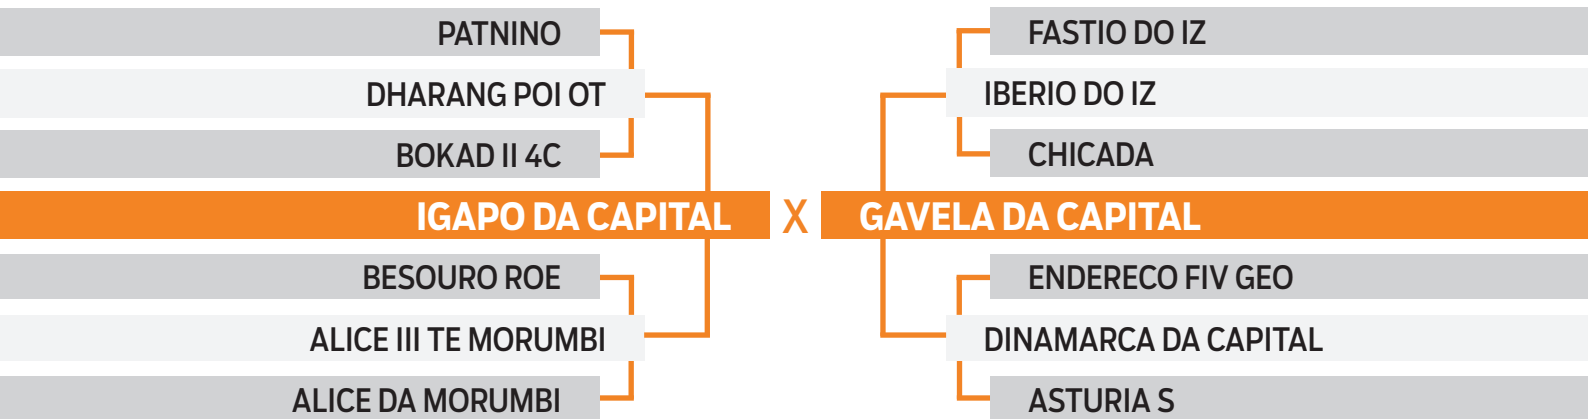 PATNINO
DHARANG POI OT
BOKAD II 4C
IGAPO DA CAPITAL X GAVELA DA CAPITAL
BESOURO ROE
ALICE III TE MORUMBI
ALICE DA MORUMBI
FASTIO DO IZ
IBERIO DO IZ
CHICADA
ENDERECO FIV GEO
DINAMARCA DA CAPITAL
ASTURIA S